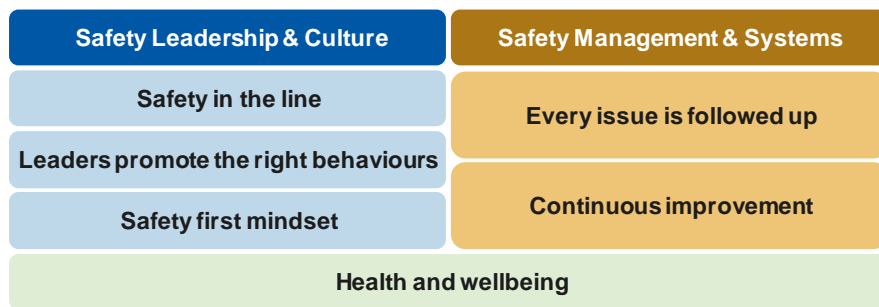 Safety Leadership & Culture
Safety in the line
Leaders promote the right behaviours
Safety first mindset
Safety Management & Systems
Every issue is followed up
Continuous improvement
Health and wellbeing